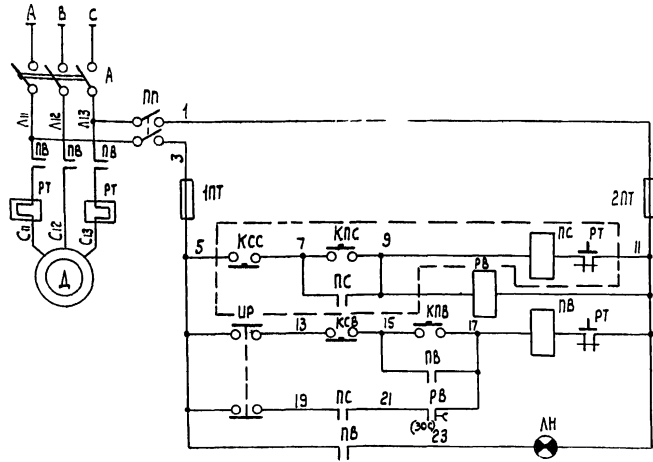 А В С
А
ПП
1
Л11 Л12 Л13
3
ПВ ПВ ПВ
РТ РТ
1ПТ 2ПТ
С11 С12 С13
Д
5 КСС 7 КПС 9 ПС РТ 11
ПС РВ
ИР 13 КСВ 15 КПВ 17 ПВ РТ
ПВ
19 ПС 21 РВ
(30с) 23
ПВ ЛН